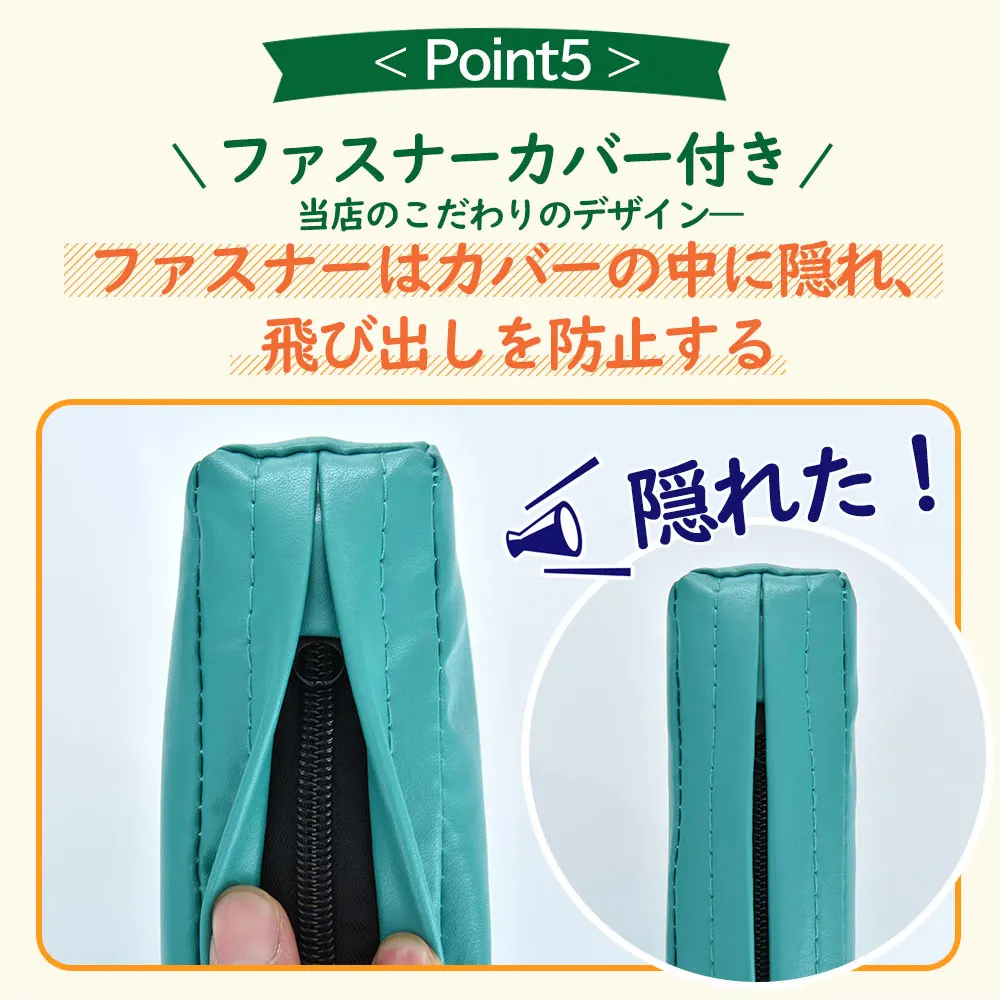 < Point5 >
\ ファスナーカバー付き /
当店のこだわりのデザイン―
ファスナーはカバーの中に隠れ、
飛び出しを防止する
隠れた!